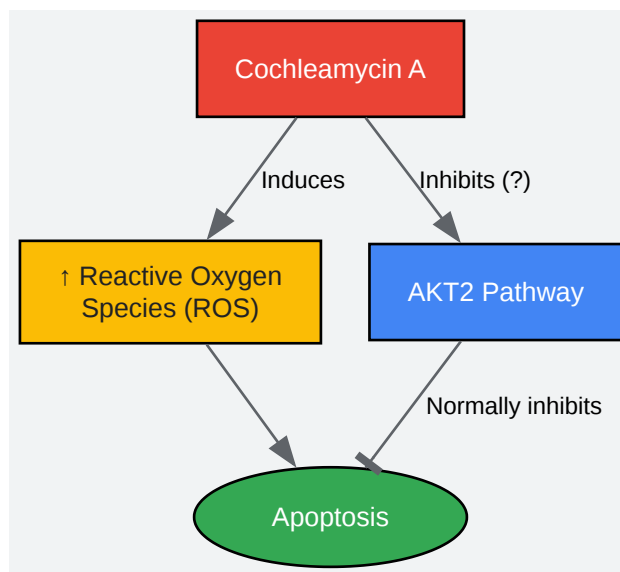 Cochleamycin A
Induces
Inhibits (?)
↑ Reactive Oxygen
Species (ROS)
AKT2 Pathway
Normally inhibits
Apoptosis